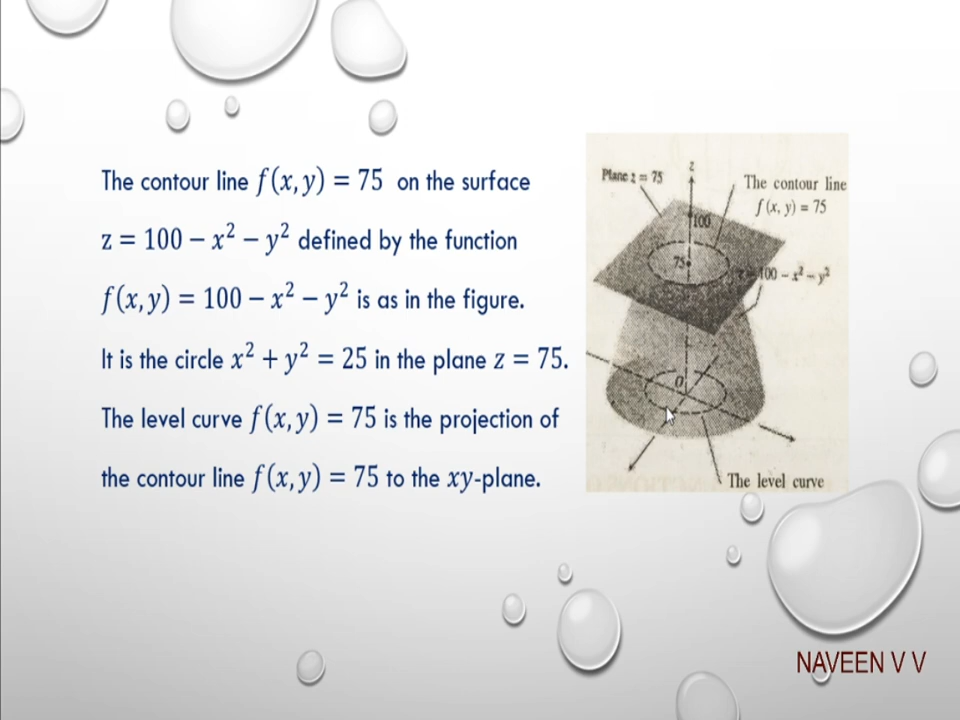 The contour line f(x, y) = 75 on the surface
z = 100 − x² − y² defined by the function
f(x, y) = 100 − x² − y² is as in the figure.
It is the circle x² + y² = 25 in the plane z = 75.
The level curve f(x, y) = 75 is the projection of
the contour line f(x, y) = 75 to the xy-plane.
z
Plane z = 75
The contour line
f (x, y) = 75
100
75
z = 100 − x² − y²
O
The level curve
NAVEEN V V